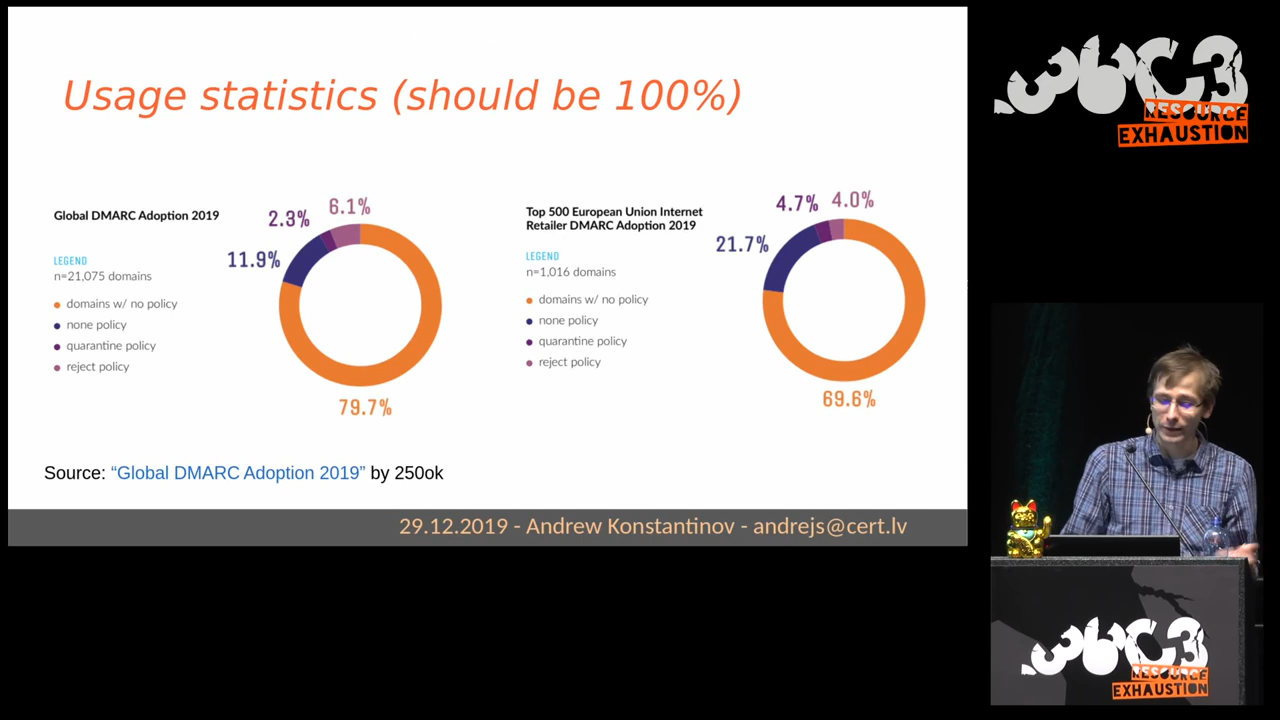 Usage statistics (should be 100%)
Global DMARC Adoption 2019
LEGEND
n=21,075 domains
domains w/ no policy
none policy
quarantine policy
reject policy
11.9%
2.3%
6.1%
79.7%
Top 500 European Union Internet
Retailer DMARC Adoption 2019
LEGEND
n=1,016 domains
domains w/ no policy
none policy
quarantine policy
reject policy
21.7%
4.7%
4.0%
69.6%
Source: “Global DMARC Adoption 2019” by 250ok
29.12.2019 - Andrew Konstantinov - andrejs@cert.lv
36C3
RESOURCE
EXHAUSTION
36C3
RESOURCE
EXHAUSTION